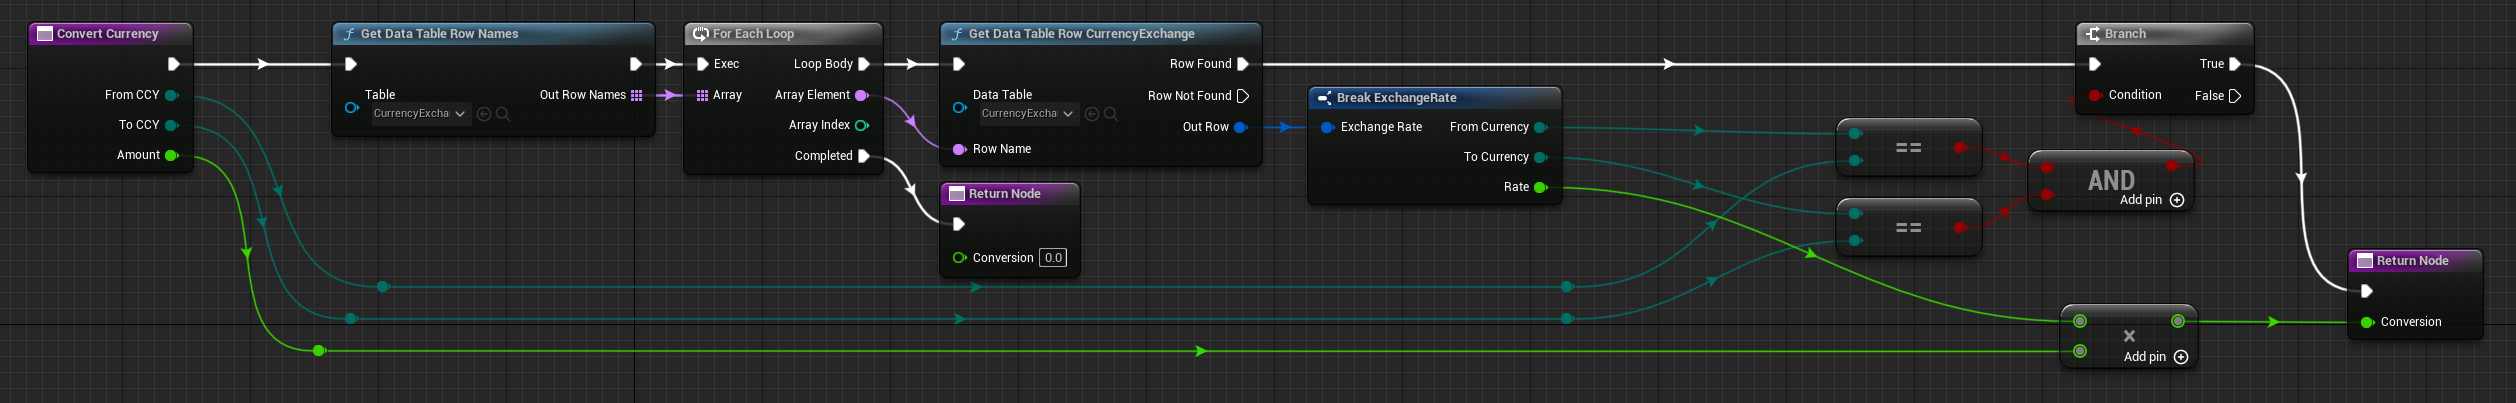 Convert Currency
From CCY
To CCY
Amount
Get Data Table Row Names
Table
CurrencyExcha
Out Row Names
For Each Loop
Exec
Loop Body
Array
Array Element
Array Index
Completed
Get Data Table Row CurrencyExchange
Row Found
Data Table
Row Not Found
CurrencyExcha
Out Row
Row Name
Return Node
Conversion 0.0
Break ExchangeRate
Exchange Rate
From Currency
To Currency
Rate
==
==
AND
Add pin
Branch
True
Condition
False
×
Add pin
Return Node
Conversion